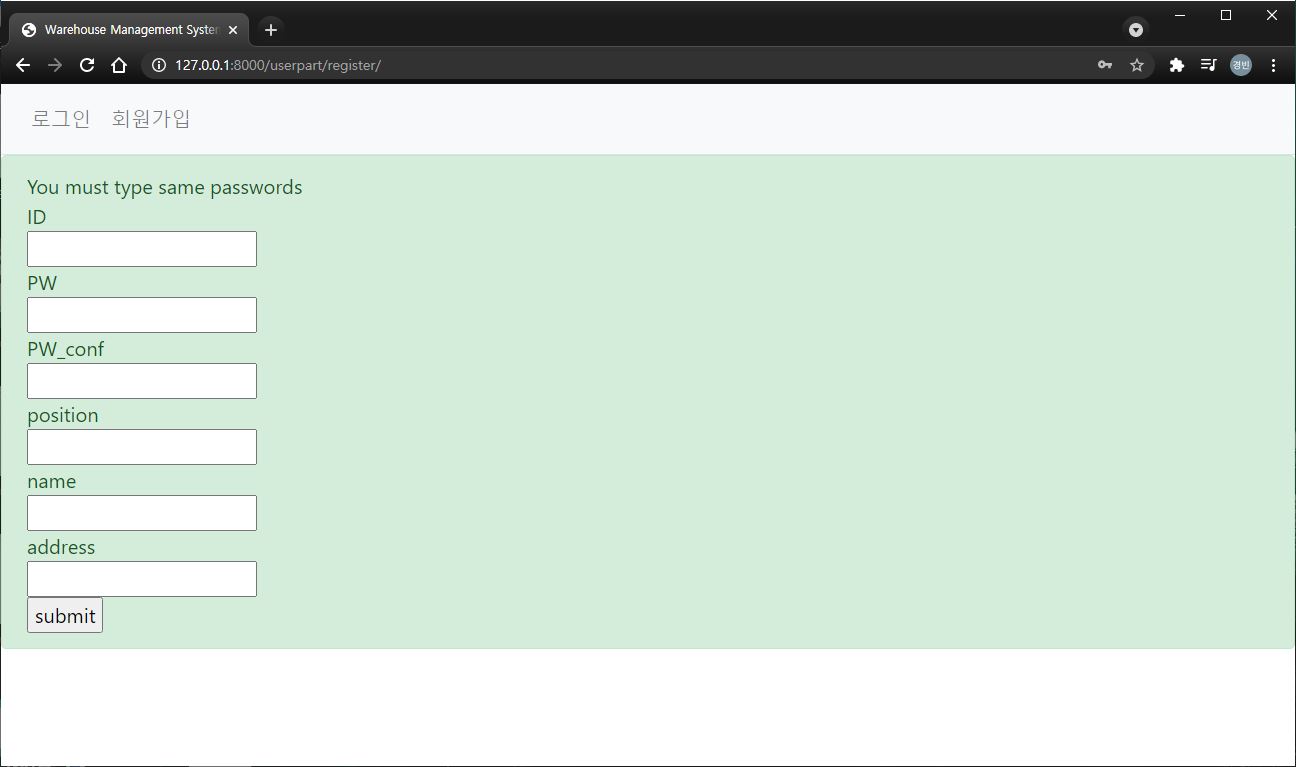 Warehouse Management System
127.0.0.1:8000/userpart/register/
경빈
로그인 회원가입
You must type same passwords
ID
PW
PW_conf
position
name
address
submit